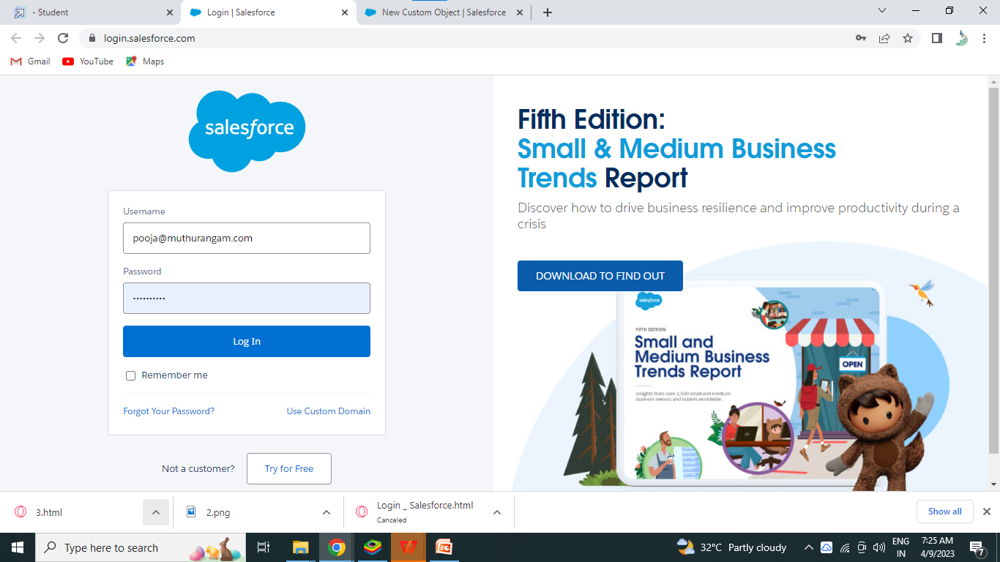 - Student
Login | Salesforce
New Custom Object | Salesforce
login.salesforce.com
Gmail
YouTube
Maps
salesforce
Username
pooja@muthurangam.com
Password
••••••••••
Log In
Remember me
Forgot Your Password?
Use Custom Domain
Not a customer?
Try for Free
Fifth Edition:
Small & Medium Business
Trends Report
Discover how to drive business resilience and improve productivity during a
crisis
DOWNLOAD TO FIND OUT
salesforce
FIFTH EDITION
Small and
Medium Business
Trends Report
Insights from over 2,500 small and medium
business owners and leaders worldwide.
OPEN
3.html
2.png
Login _ Salesforce.html
Canceled
Show all
Type here to search
32°C Partly cloudy
ENG
IN
7:25 AM
4/9/2023
7